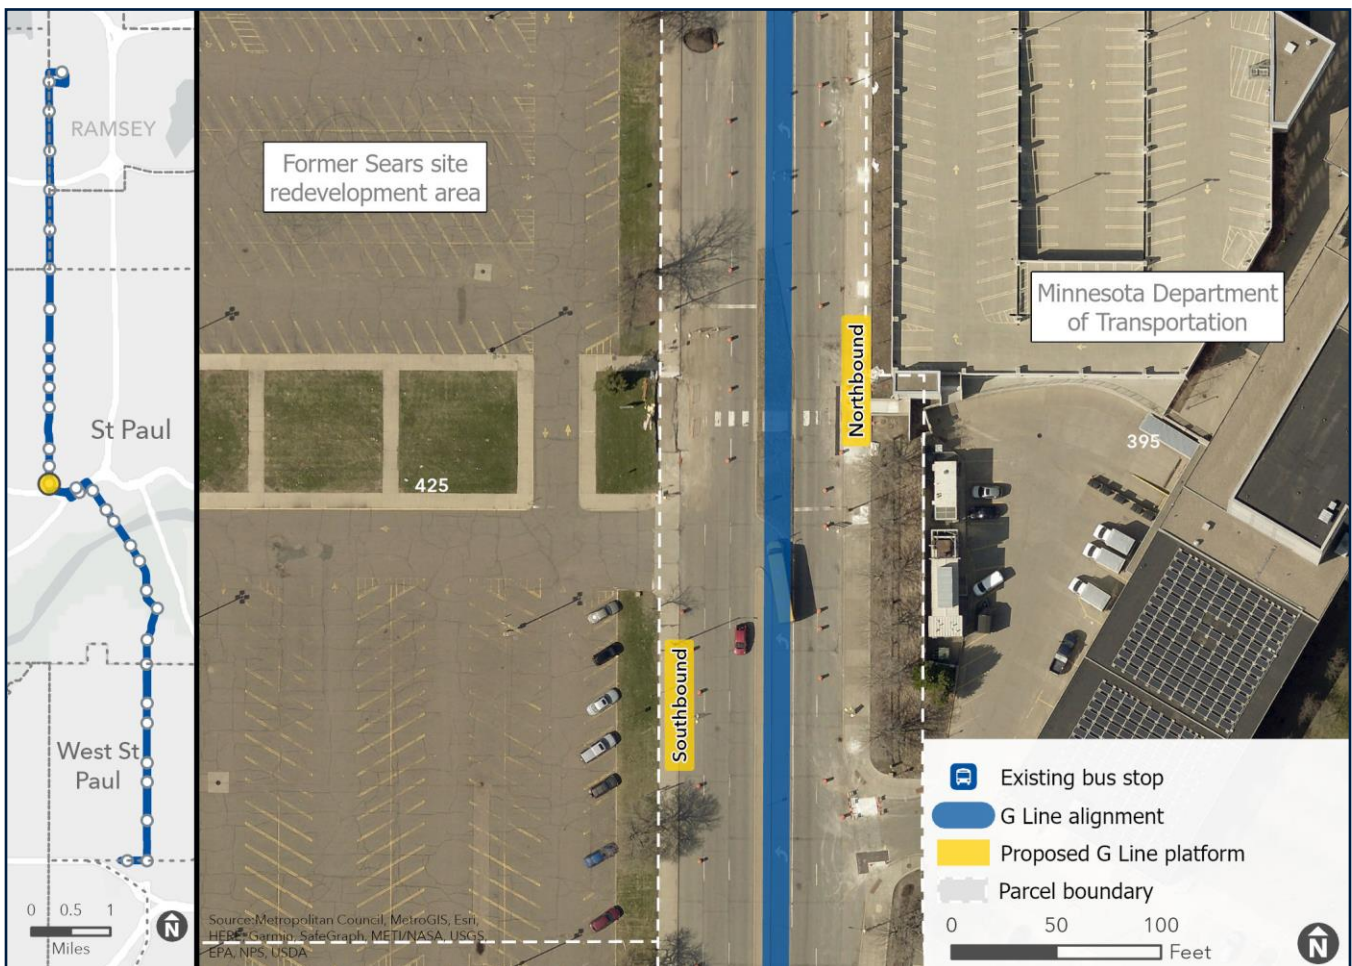 RAMSEY
St Paul
West St
Paul
0 0.5 1
Miles
N
Former Sears site
redevelopment area
Minnesota Department
of Transportation
Northbound
Southbound
425
395
Existing bus stop
G Line alignment
Proposed G Line platform
Parcel boundary
0 50 100
Feet
N
Source:Metropolitan Council, MetroGIS, Esri,
HERE, Garmin, SafeGraph, METI/NASA, USGS,
EPA, NPS, USDA